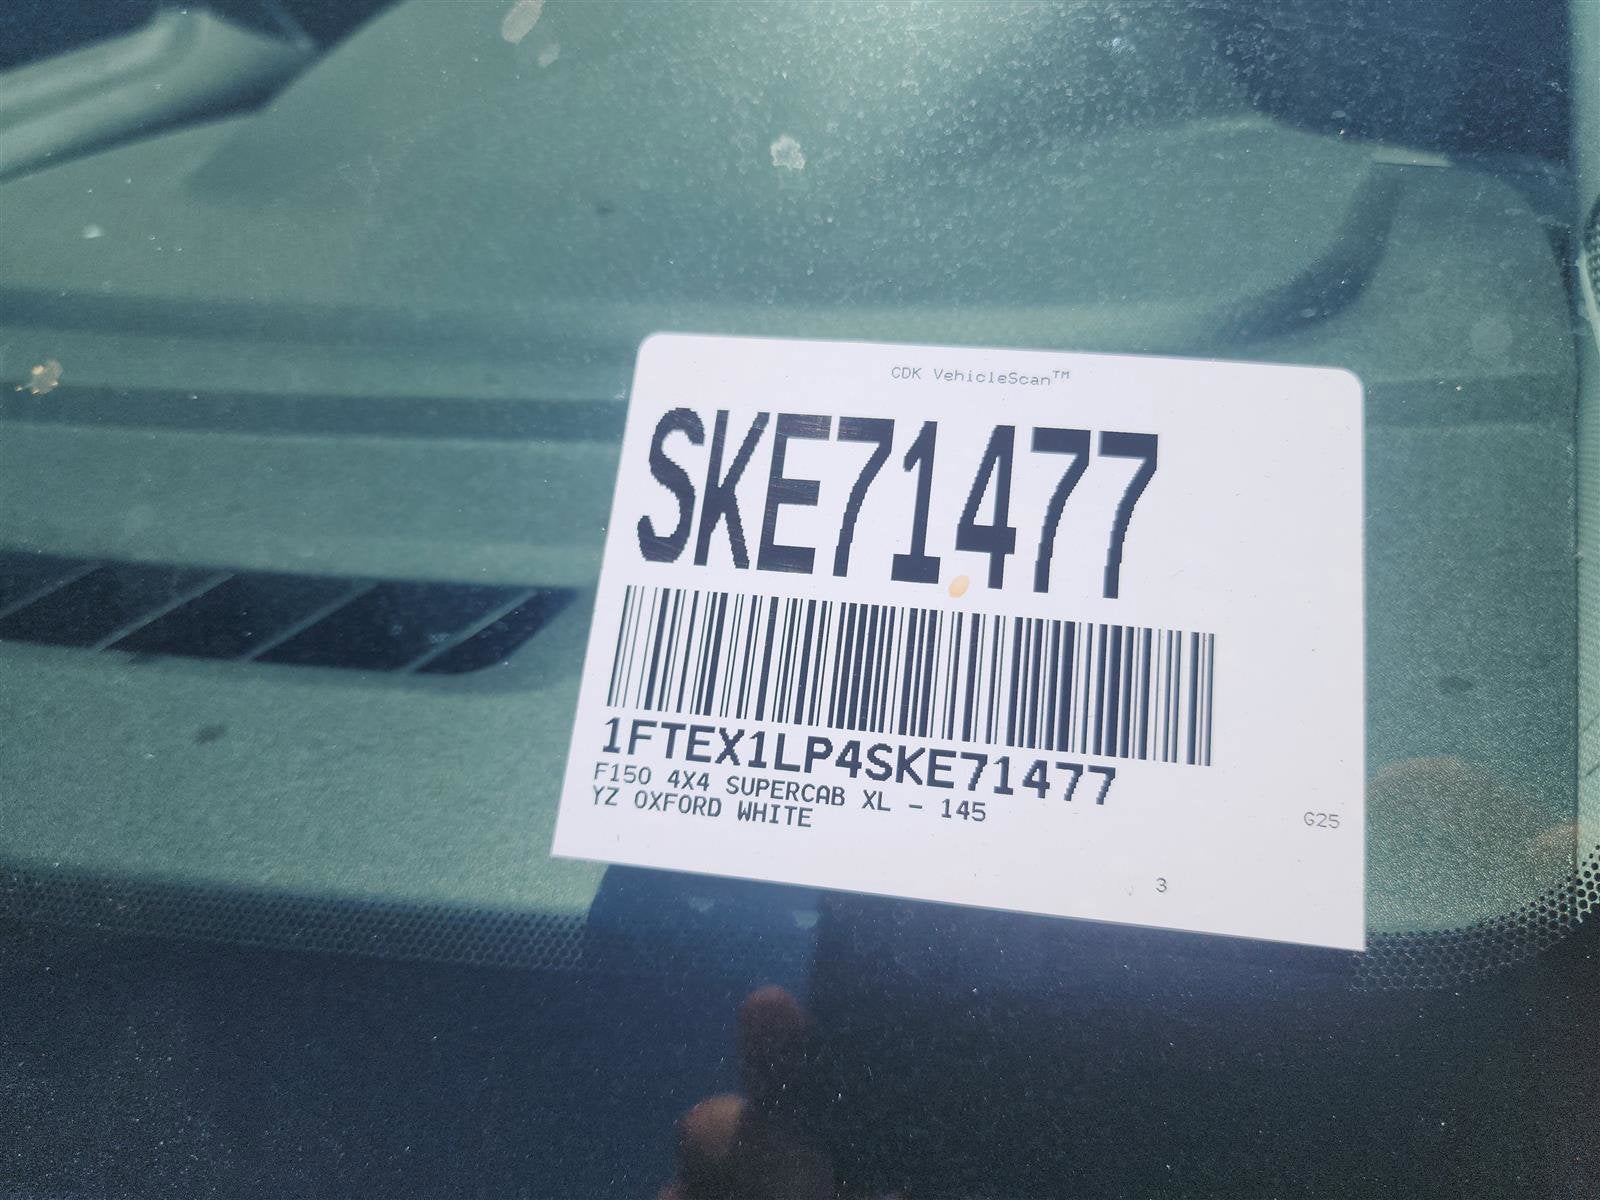 CDK VehicleScan™
SKE71477
1FTEX1LP4SKE71477
F150 4X4 SUPERCAB XL - 145
YZ OXFORD WHITE
G25
3